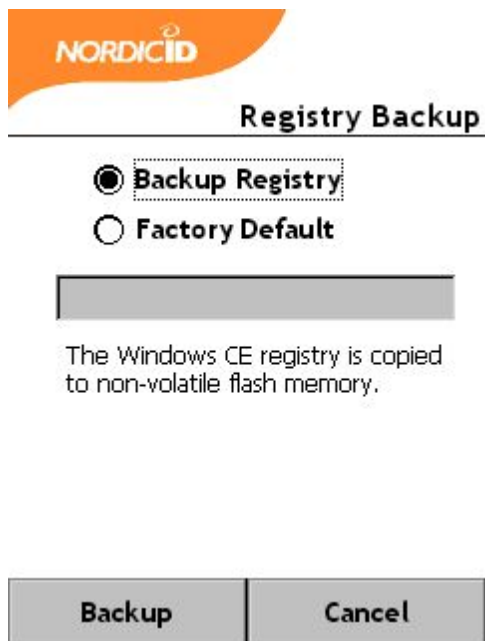 NORDICID
Registry Backup
Backup Registry
Factory Default
The Windows CE registry is copied
to non-volatile flash memory.
Backup
Cancel